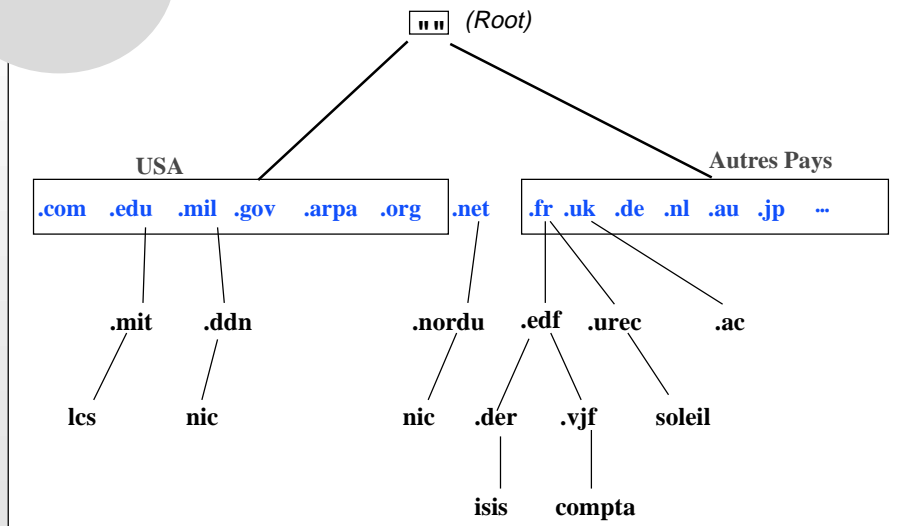 "" (Root)
USA Autres Pays
.com .edu .mil .gov .arpa .org .net .fr .uk .de .nl .au .jp ...
.mit .ddn .nordu .edf .urec .ac
lcs nic nic .der .vjf soleil
isis compta